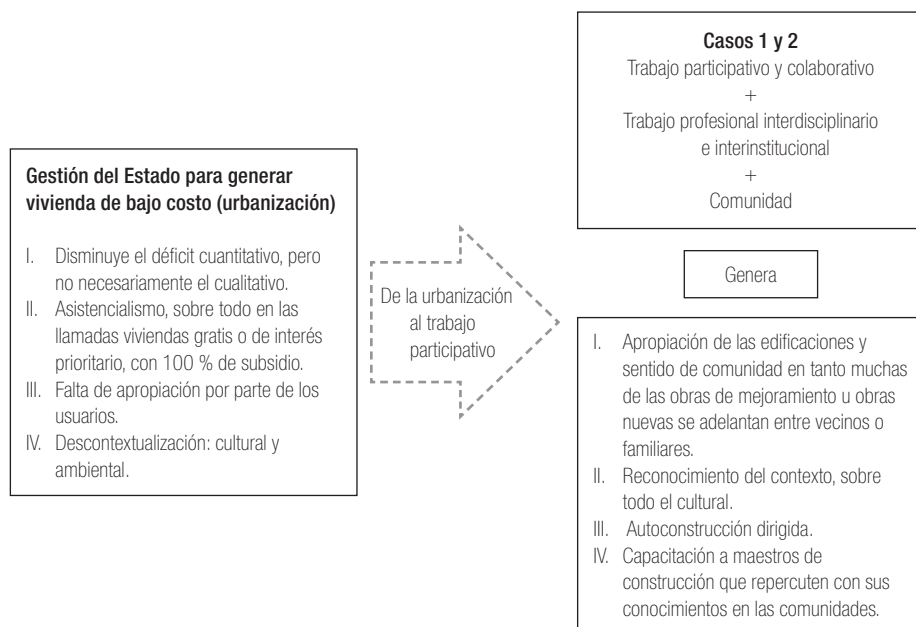 Gestión del Estado para generar
vivienda de bajo costo (urbanización)
I. Disminuye el déficit cuantitativo, pero
no necesariamente el cualitativo.
II. Asistencialismo, sobre todo en las
llamadas viviendas gratis o de interés
prioritario, con 100 % de subsidio.
III. Falta de apropiación por parte de los
usuarios.
IV. Descontextualización: cultural y
ambiental.
De la urbanización
al trabajo
participativo
Casos 1 y 2
Trabajo participativo y colaborativo
+
Trabajo profesional interdisciplinario
e interinstitucional
+
Comunidad
Genera
I. Apropiación de las edificaciones y
sentido de comunidad en tanto muchas
de las obras de mejoramiento u obras
nuevas se adelantan entre vecinos o
familiares.
II. Reconocimiento del contexto, sobre
todo el cultural.
III. Autoconstrucción dirigida.
IV. Capacitación a maestros de
construcción que repercuten con sus
conocimientos en las comunidades.